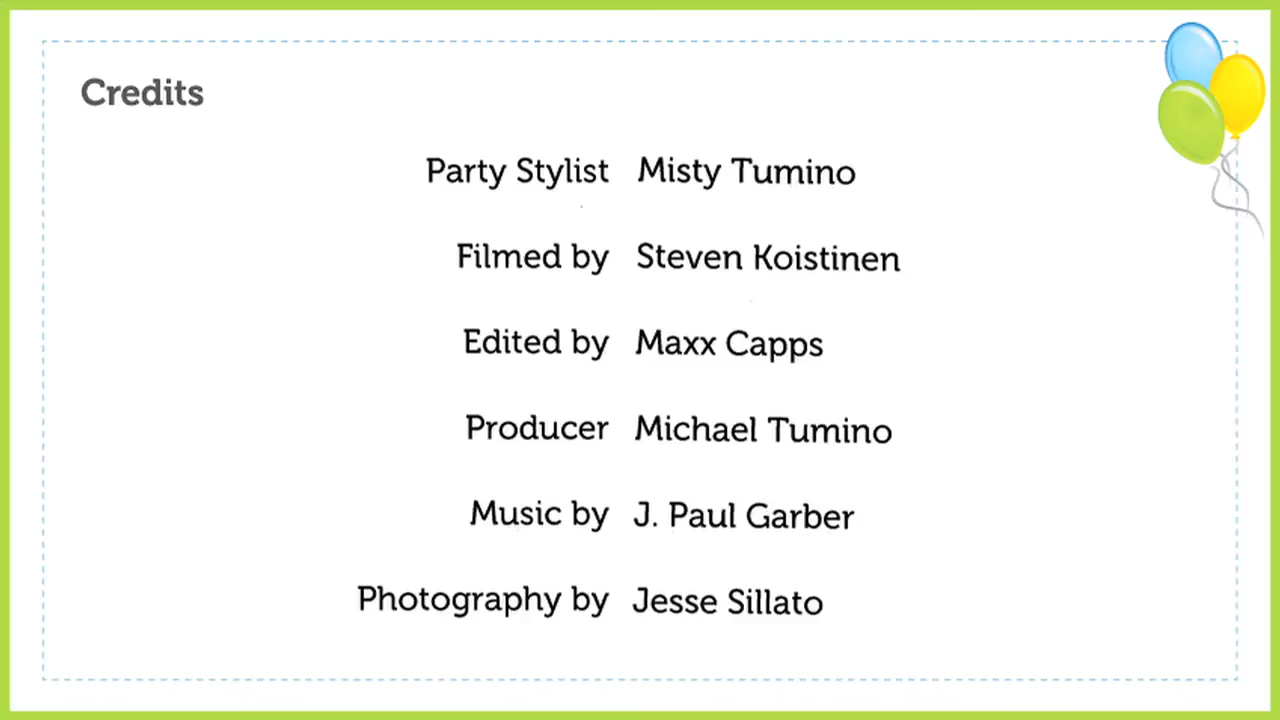 Credits
Party Stylist Misty Tumino
Filmed by Steven Koistinen
Edited by Maxx Capps
Producer Michael Tumino
Music by J. Paul Garber
Photography by Jesse Sillato